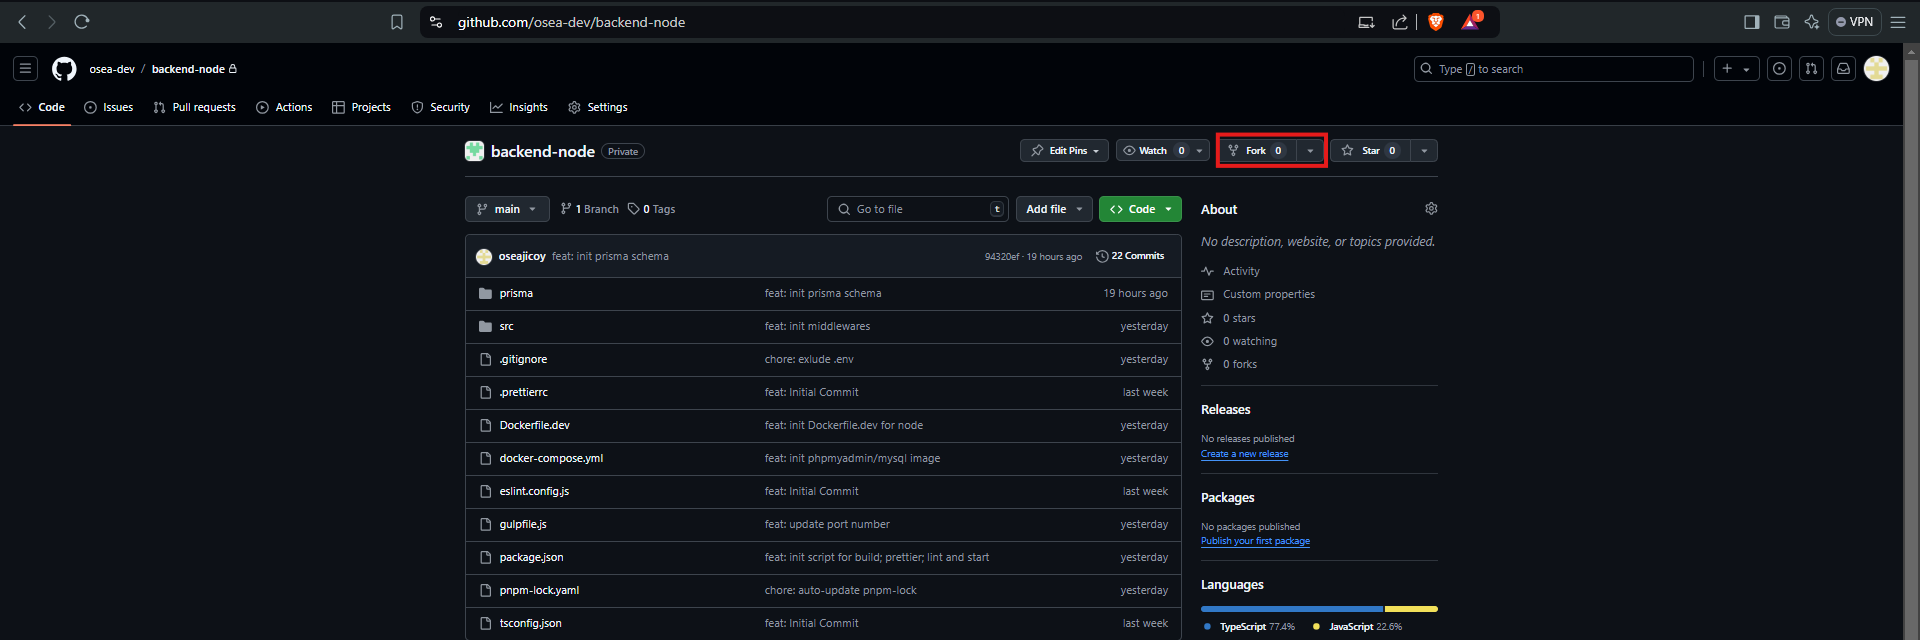 github.com/osea-dev/backend-node
1
VPN
osea-dev / backend-node
Type / to search
Code Issues Pull requests Actions Projects Security Insights Settings
backend-node Private
Edit Pins Watch 0 Fork 0 Star 0
main 1 Branch 0 Tags Go to file t Add file Code
About
oseajicoy feat: init prisma schema 94320ef · 19 hours ago 22 Commits
No description, website, or topics provided.
prisma feat: init prisma schema 19 hours ago
Activity
Custom properties
src feat: init middlewares yesterday
0 stars
0 watching
.gitignore chore: exlude .env yesterday
0 forks
.prettierrc feat: Initial Commit last week
Releases
Dockerfile.dev feat: init Dockerfile.dev for node yesterday
No releases published
Create a new release
docker-compose.yml feat: init phpmyadmin/mysql image yesterday
eslint.config.js feat: Initial Commit last week
Packages
gulpfile.js feat: update port number yesterday
No packages published
Publish your first package
package.json feat: init script for build; prettier; lint and start yesterday
Languages
pnpm-lock.yaml chore: auto-update pnpm-lock yesterday
tsconfig.json feat: Initial Commit last week
TypeScript 77.4% JavaScript 22.6%